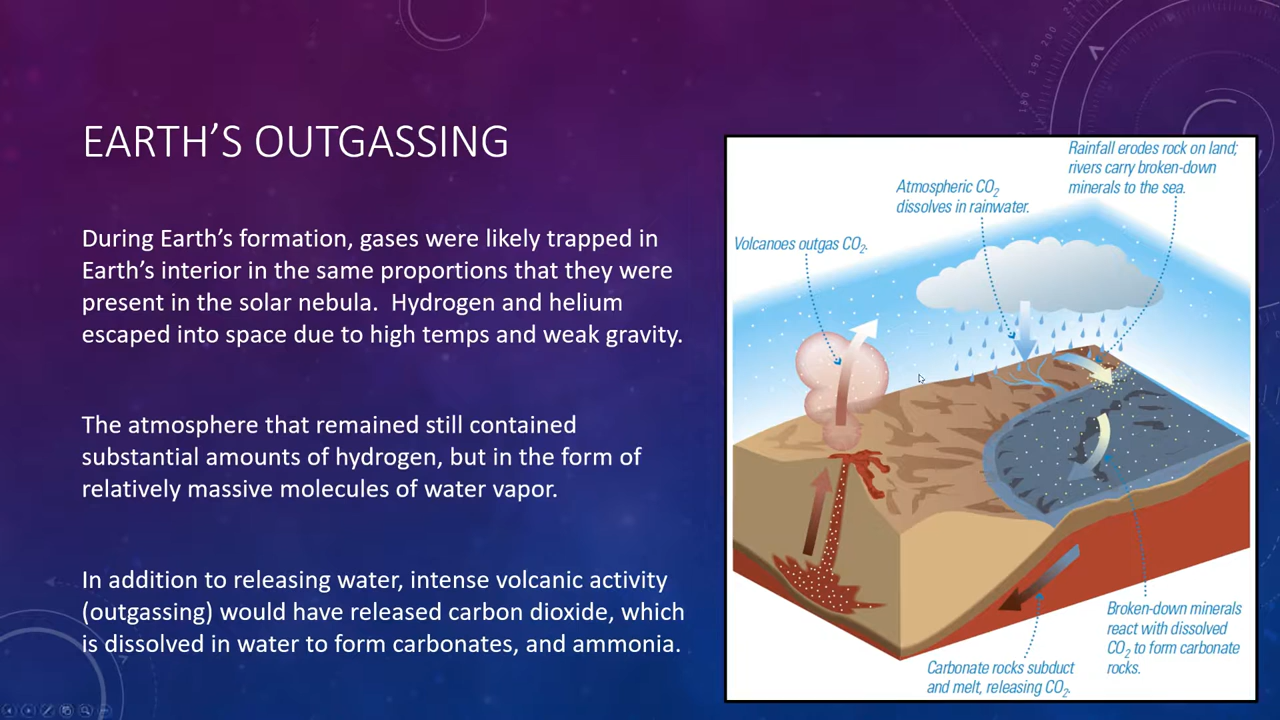 EARTH’S OUTGASSING
During Earth’s formation, gases were likely trapped in
Earth’s interior in the same proportions that they were
present in the solar nebula.  Hydrogen and helium
escaped into space due to high temps and weak gravity.
The atmosphere that remained still contained
substantial amounts of hydrogen, but in the form of
relatively massive molecules of water vapor.
In addition to releasing water, intense volcanic activity
(outgassing) would have released carbon dioxide, which
is dissolved in water to form carbonates, and ammonia.
Volcanoes outgas CO₂.
Atmospheric CO₂
dissolves in rainwater.
Rainfall erodes rock on land;
rivers carry broken-down
minerals to the sea.
Broken-down minerals
react with dissolved
CO₂ to form carbonate
rocks.
Carbonate rocks subduct
and melt, releasing CO₂.
190 200